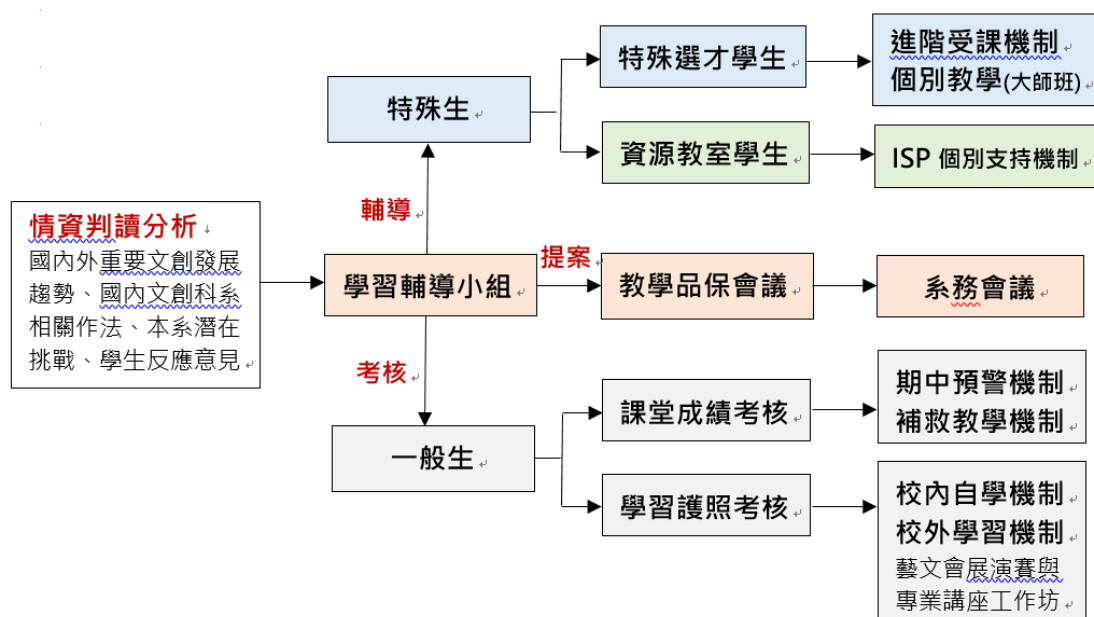 特殊選才學生
進階受課機制
個別教學(大師班)
特殊生
資源教室學生
ISP 個別支持機制
輔導
情資判讀分析
國內外重要文創發展
趨勢、國內文創科系
相關作法、本系潛在
挑戰、學生反應意見
學習輔導小組
提案
教學品保會議
系務會議
考核
一般生
課堂成績考核
期中預警機制
補救教學機制
學習護照考核
校內自學機制
校外學習機制
藝文會展演賽與
專業講座工作坊